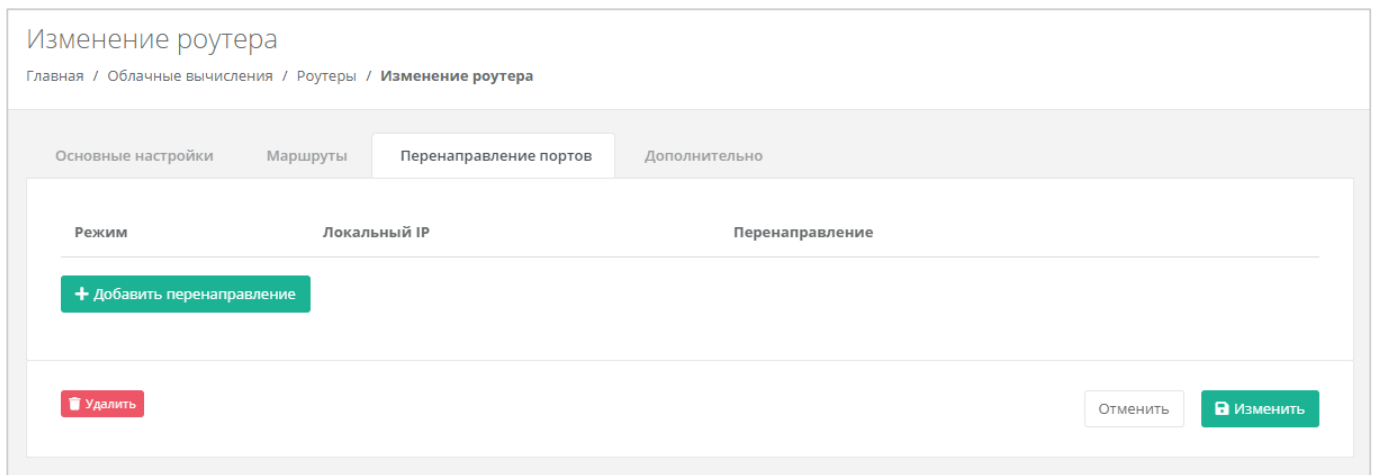 Изменение роутера
Главная / Облачные вычисления / Роутеры / Изменение роутера
Основные настройки Маршруты Перенаправление портов Дополнительно
Режим Локальный IP Перенаправление
+ Добавить перенаправление
Удалить Отменить Изменить